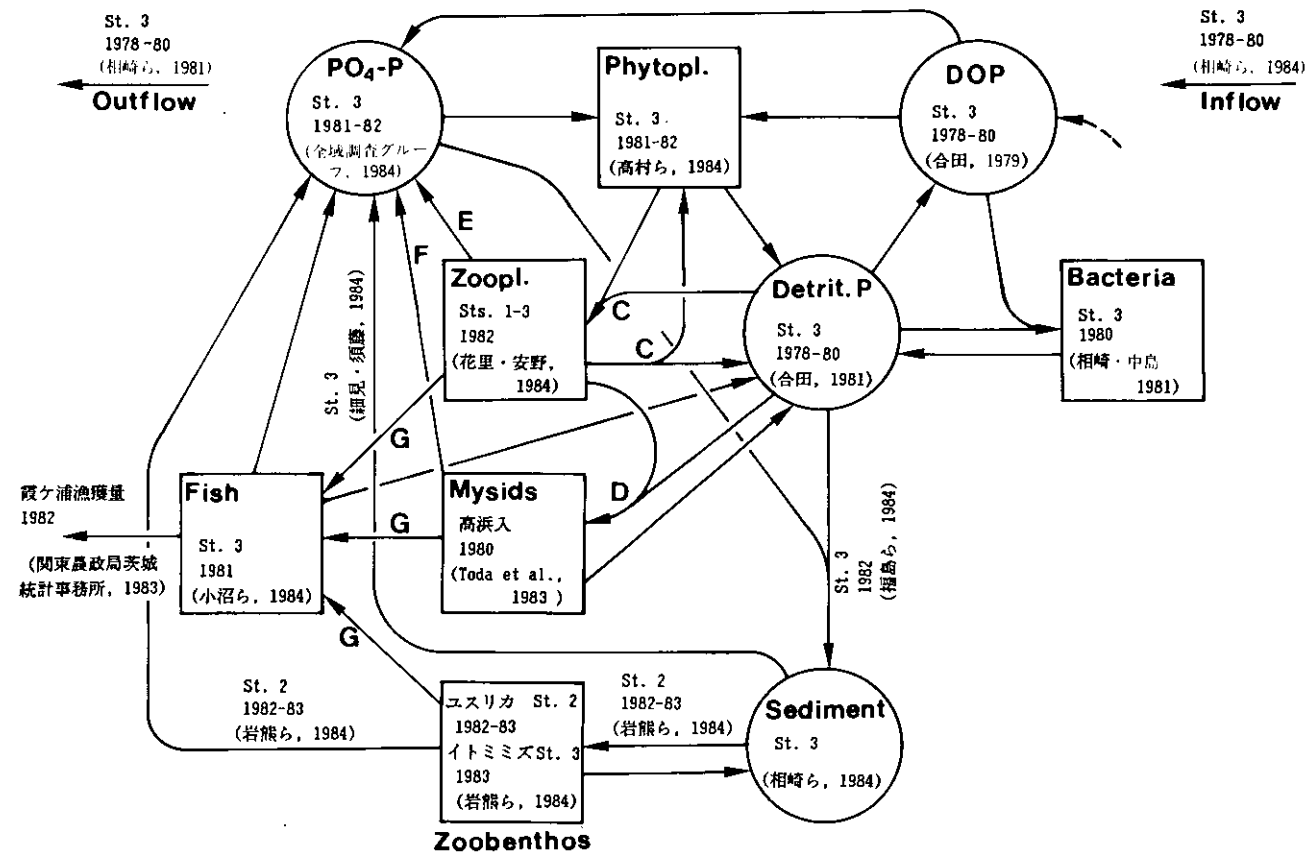 St. 3
1978-80
(相崎ら, 1981)
Outflow
PO₄-P
St. 3
1981-82
(全域調査グルー
プ, 1984)
Phytopl.
St. 3
1981-82
(高村ら, 1984)
DOP
St. 3
1978-80
(合田, 1979)
St. 3
1978-80
(相崎ら, 1984)
Inflow
E
F
Zoopl.
Sts. 1-3
1982
(花里・安野,
1984)
C
C
Detrit. P
St. 3
1978-80
(合田, 1981)
Bacteria
St. 3
1980
(相崎・中島
1981)
St. 3
(細見・須藤, 1984)
G
霞ケ浦漁獲量
1982
(関東農政局茨城
統計事務所, 1983)
Fish
St. 3
1981
(小沼ら, 1984)
G
Mysids
高浜入
1980
(Toda et al.,
1983 )
D
St. 3
1982
(福島ら, 1984)
G
St. 2
1982-83
(岩熊ら, 1984)
ユスリカ St. 2
1982-83
イトミミズSt. 3
1983
(岩熊ら, 1984)
Zoobenthos
St. 2
1982-83
(岩熊ら, 1984)
Sediment
St. 3
(相崎ら, 1984)